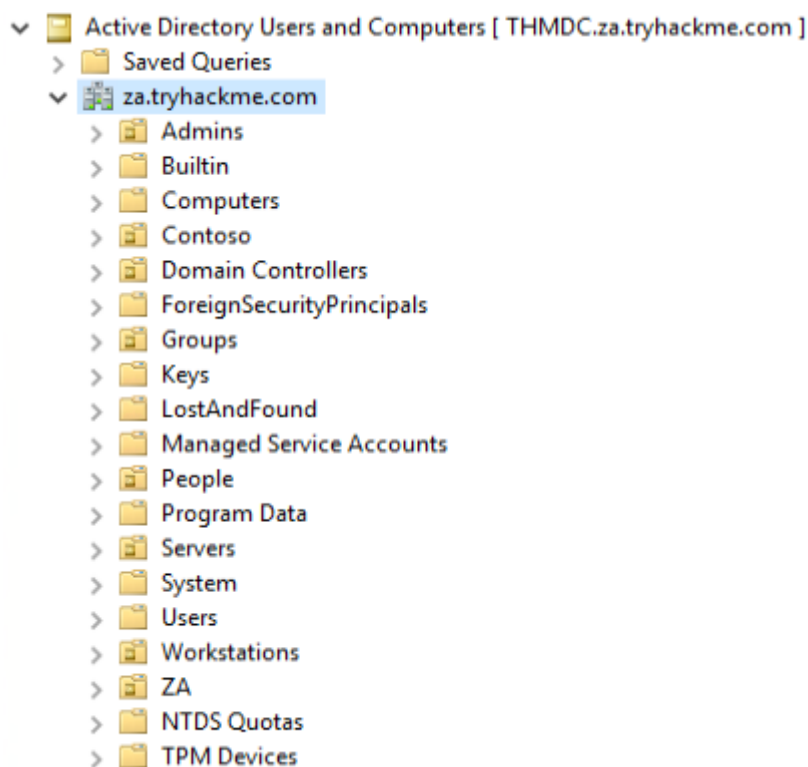 Active Directory Users and Computers [ THMDC.za.tryhackme.com ]
Saved Queries
za.tryhackme.com
Admins
Builtin
Computers
Contoso
Domain Controllers
ForeignSecurityPrincipals
Groups
Keys
LostAndFound
Managed Service Accounts
People
Program Data
Servers
System
Users
Workstations
ZA
NTDS Quotas
TPM Devices